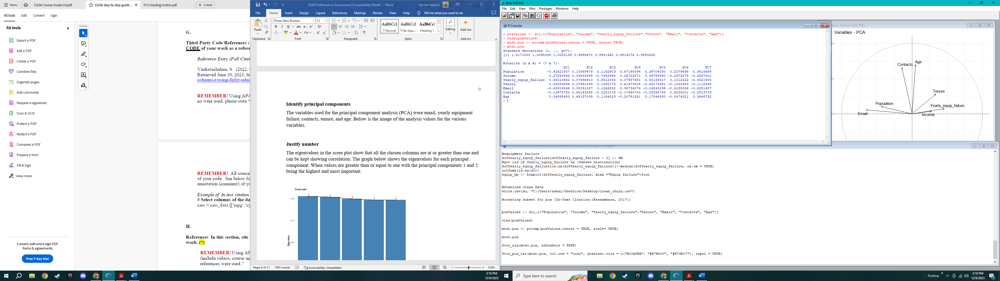 Menu
D206 Course Guide-V4.pdf
D206 step by step guide...
PCA loading matrix.pdf
+ Create
All tools
Edit
Convert
Sign
All tools
Export a PDF
Edit a PDF
Create a PDF
Combine files
Organize pages
Add comments
Request e-signatures
Scan & OCR
Protect a PDF
Redact a PDF
Compress a PDF
Prepare a form
Fill & Sign
View more
Convert, edit and e-sign PDF
forms & agreements.
Free 7-day trial
G.
Third-Party Code References :
CODE of your work as a refere
Reference Entry (Full Citat
Venkatachalam, S. (2022, S
Retrieved June 30, 2023, fr
columns-r-using-dplyr-selec
REMEMBER! Using APA
no were used, please state "
REMEMBER! All source
of your code. See below fo
annotation (comment) of yo
Example of In-text citation
# Select columns of the da
cars = cars_data [['mpg','cy
H.
References In this section, cite
work. (*)
REMEMBER! Using AP
(include videos, course ma
references were used."
D206 Performance Assessment [Compatibility Mode] - Word
Nicole Haibach
File
Home
Insert
Design
Layout
References
Mailings
Review
View
Help
Tell me what you want to do
Paste
Clipboard
Times New Roman
12
Font
Paragraph
AaBbCcI
¶ Normal
AaBbCcI
¶ No Spac...
AaBbCc
Heading 1
Styles
Editing
Add-ins
Add-ins
9
Identify principal components
The variables used for the principal component analysis (PCA) were email, yearly equipment
failure, contacts, tenure, and age. Below is the image of the analysis values for the various
variables.
Justify number
The eigenvalues in the scree plot show that all the chosen columns are at or greater than one and
can be kept showing correlation. The graph below shows the eigenvalues for each principal
component. When values are greater than or equal to one with the principal components 1 and 2
being the highest and most important.
Scree plot
1 1 1 1 1
1.00
0.75
0.50
Eigenvalue
Page 9 of 11
1991 words
Accessibility: Unavailable
120%
RGui (64-bit)
File Edit View Misc Packages Windows Help
R Console
> pcaValues <- dc[,c("Population", "Income", "Yearly_equip_failure","Tenure", "Email", "Contacts", "Age")]
> view(pcaValues)
> mtdc.pca <- prcomp(pcaValues,center = TRUE, scale= TRUE)
> mtdc.pca
Standard deviations (1, .., p=7):
[1] 1.0171500 1.0095349 1.0020139 0.9998672 0.9941462 0.9914076 0.9855268
Rotation (n x k) = (7 x 7):
PC1 PC2 PC3 PC4 PC5 PC6 PC7
Population -0.42821807 0.10369479 0.1182603 0.67198094 0.39704080 0.2279498 0.3615664
Income 0.27260566 0.03833499 -0.7452964 0.28722871 0.39755980 -0.2475279 -0.2587001
Yearly_equip_failure 0.45010862 0.07496910 0.5812055 0.07497691 0.50132417 0.1012222 -0.4321905
Tenure 0.33050896 0.27691339 0.1085178 0.61673009 -0.63170881 -0.1022483 -0.1115345
Email -0.63918646 0.05331597 0.1266552 0.06734074 -0.04543299 -0.4185054 -0.6251487
Contacts -0.13975782 0.65143248 -0.2251076 -0.17944700 -0.05298795 0.6255001 -0.2813729
Age 0.04888683 0.69157035 0.1194023 -0.20791281 0.17044350 -0.5474221 0.3648752
>
phics: Device 2 (ACTIVE)
Variables - PCA
Contacts
Age
Tenure
Population
Yearly_equip_failure
Email
Income
#equipment failure
dc$Yearly_equip_failure[dc$Yearly_equip_failure > 2] <- NA
#got rid of Yearly_equip_failure na (Skewed distribution)
dc$Yearly_equip_failure[is.na(dc$Yearly_equip_failure)]<-median(dc$Yearly_equip_failure, na.rm = TRUE)
colSums(is.na(dc))
equip_bp <- boxplot(dc$Yearly_equip_failure, xlab ="Equip failure")$out
#Download clean Data
write.csv(dc, "C:/Users/nshai/OneDrive/Desktop/clean_churn.csv")
#creating subset for pca [In-Text Citation:(Kassambara, 2017)]
pcaValues <- dc[,c("Population", "Income", "Yearly_equip_failure","Tenure", "Email", "Contacts", "Age")]
view(pcaValues)
mtdc.pca <- prcomp(pcaValues,center = TRUE, scale= TRUE)
mtdc.pca
fviz_eig(mtdc.pca, addlabels = TRUE)
fviz_pca_var(mtdc.pca, col.ind = "cos2", gradient.cols = c("#00AFBB", "#E7B800", "#FC4E07"), repel = TRUE)
3:18 PM
12/9/2023
Type here to search
Desktop
3:18 PM
12/9/2023